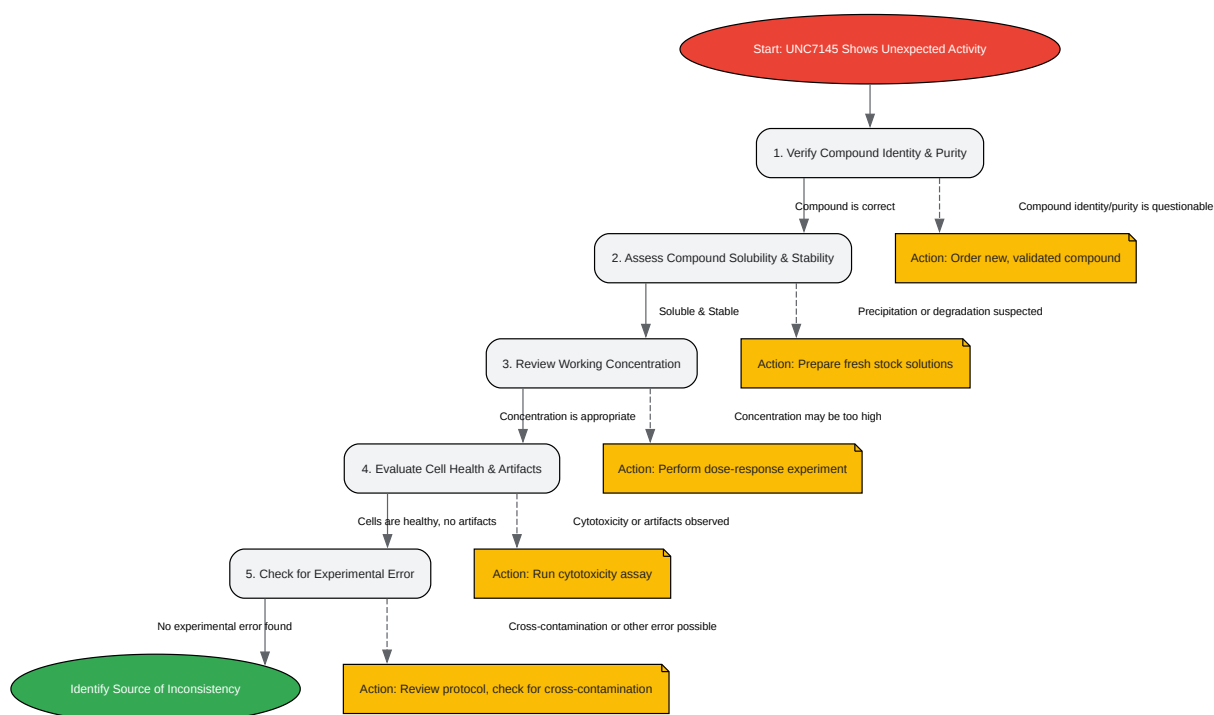 Start: UNC7145 Shows Unexpected Activity
1. Verify Compound Identity & Purity
Compound is correct
Compound identity/purity is questionable
2. Assess Compound Solubility & Stability
Action: Order new, validated compound
Soluble & Stable
Precipitation or degradation suspected
3. Review Working Concentration
Action: Prepare fresh stock solutions
Concentration is appropriate
Concentration may be too high
4. Evaluate Cell Health & Artifacts
Action: Perform dose-response experiment
Cells are healthy, no artifacts
Cytotoxicity or artifacts observed
5. Check for Experimental Error
Action: Run cytotoxicity assay
No experimental error found
Cross-contamination or other error possible
Identify Source of Inconsistency
Action: Review protocol, check for cross-contamination